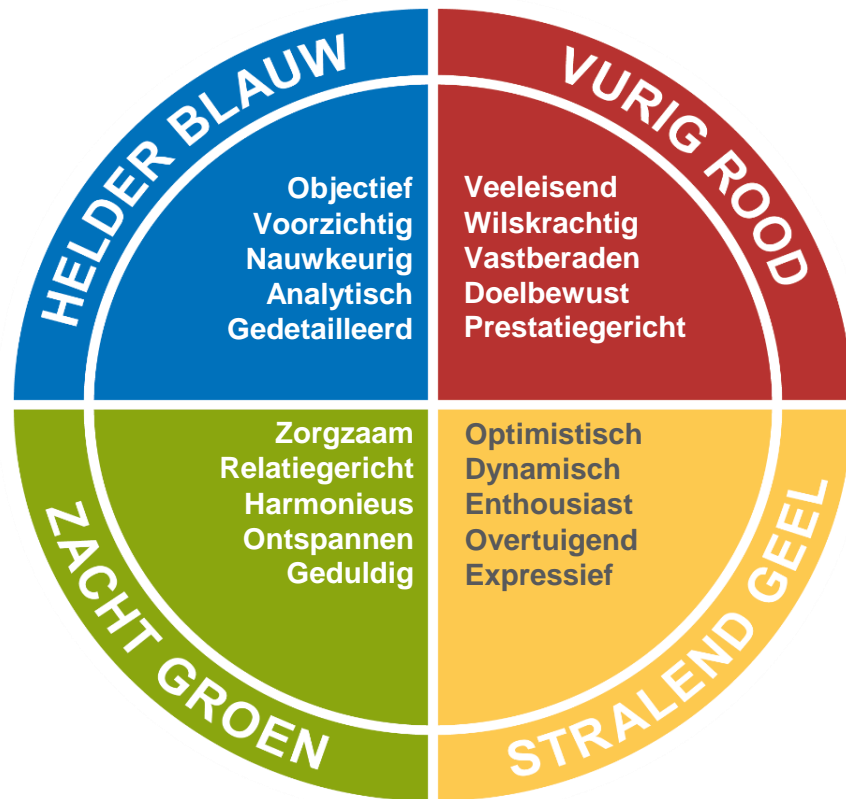 HELDER BLAUW
Objectief
Voorzichtig
Nauwkeurig
Analytisch
Gedetailleerd
VURIG ROOD
Veeleisend
Wilskrachtig
Vastberaden
Doelbewust
Prestatiegericht
ZACHT GROEN
Zorgzaam
Relatiegericht
Harmonieus
Ontspannen
Geduldig
STRALEND GEEL
Optimistisch
Dynamisch
Enthousiast
Overtuigend
Expressief